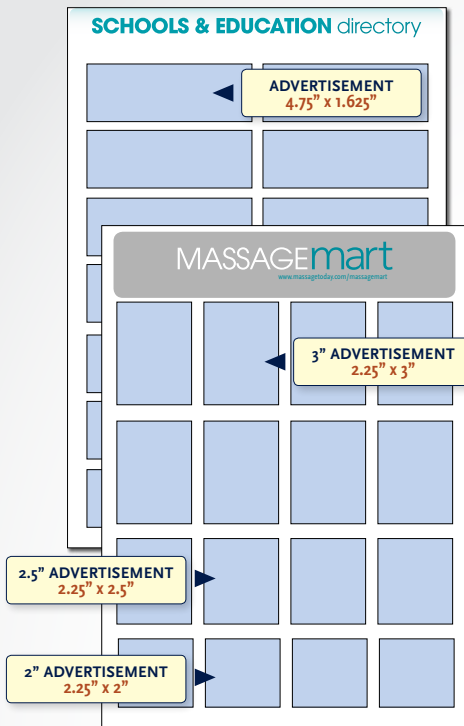 SCHOOLS & EDUCATION directory
ADVERTISEMENT
4.75" x 1.625"
MASSAGEmart
www.massagetoday.com/massagemart
3" ADVERTISEMENT
2.25" x 3"
2.5" ADVERTISEMENT
2.25" x 2.5"
2" ADVERTISEMENT
2.25" x 2"